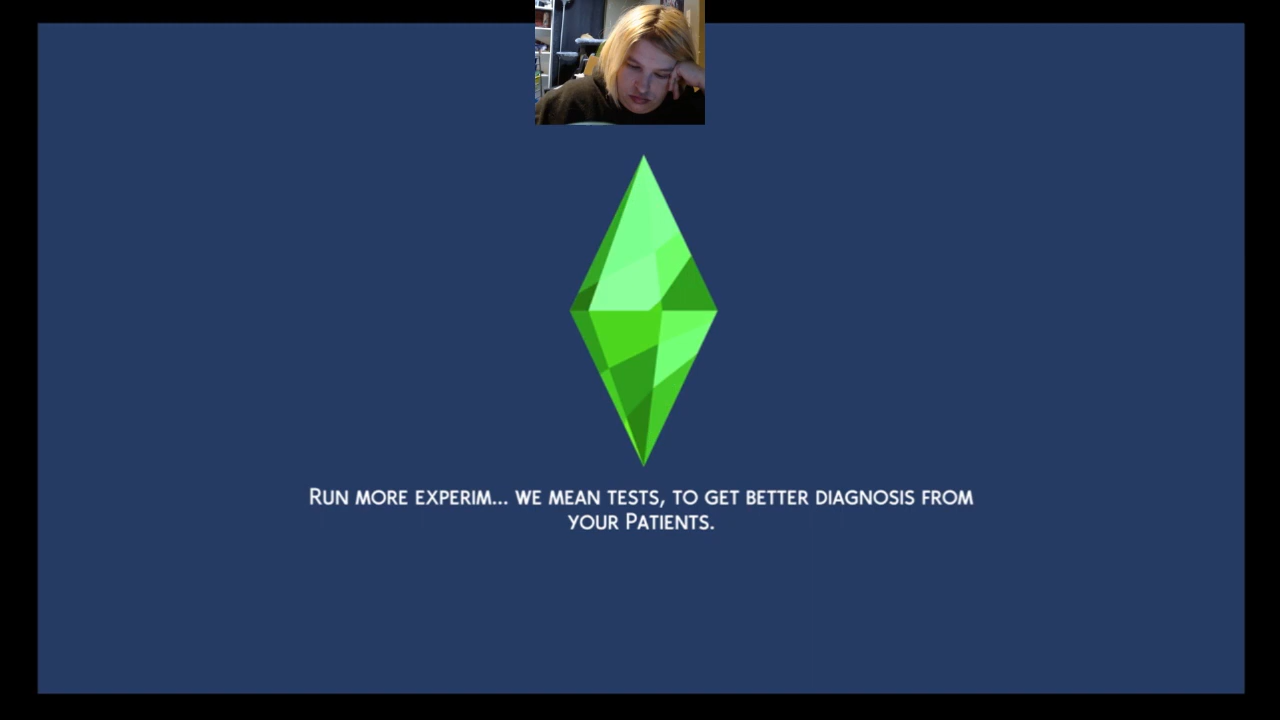 Run more experim... we mean tests, to get better diagnosis from
your Patients.